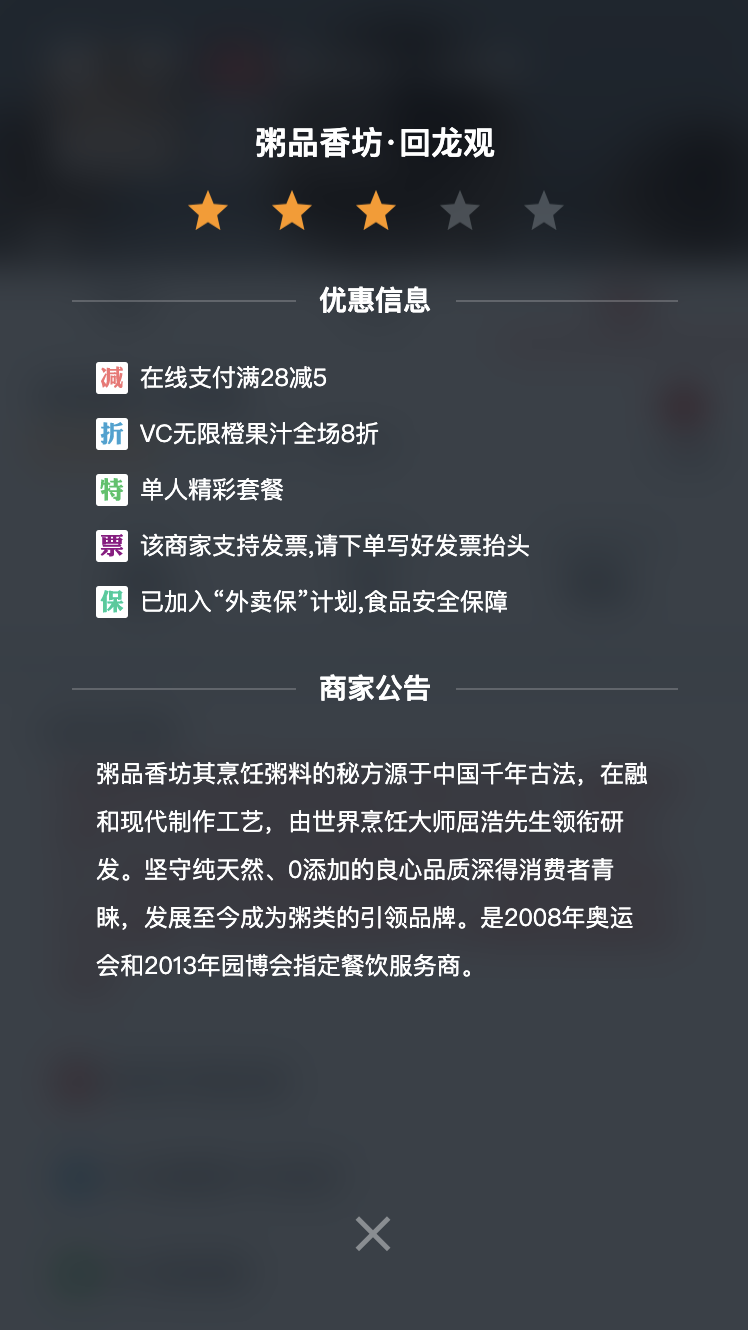 粥品香坊·回龙观
优惠信息
减 在线支付满28减5
折 VC无限橙果汁全场8折
特 单人精彩套餐
票 该商家支持发票,请下单写好发票抬头
保 已加入“外卖保”计划,食品安全保障
商家公告
粥品香坊其烹饪粥料的秘方源于中国千年古法，在融
和现代制作工艺，由世界烹饪大师屈浩先生领衔研
发。坚守纯天然、0添加的良心品质深得消费者青
睐，发展至今成为粥类的引领品牌。是2008年奥运
会和2013年园博会指定餐饮服务商。